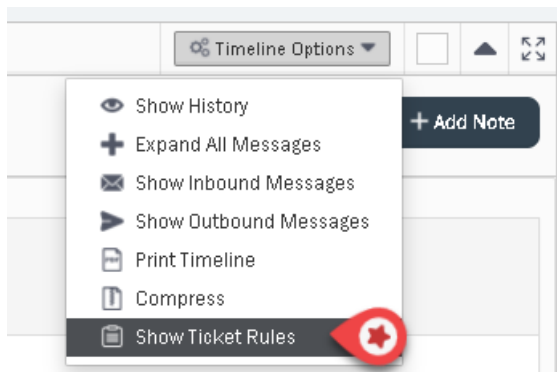 Timeline Options
Show History
+ Add Note
Expand All Messages
Show Inbound Messages
Show Outbound Messages
Print Timeline
Compress
Show Ticket Rules